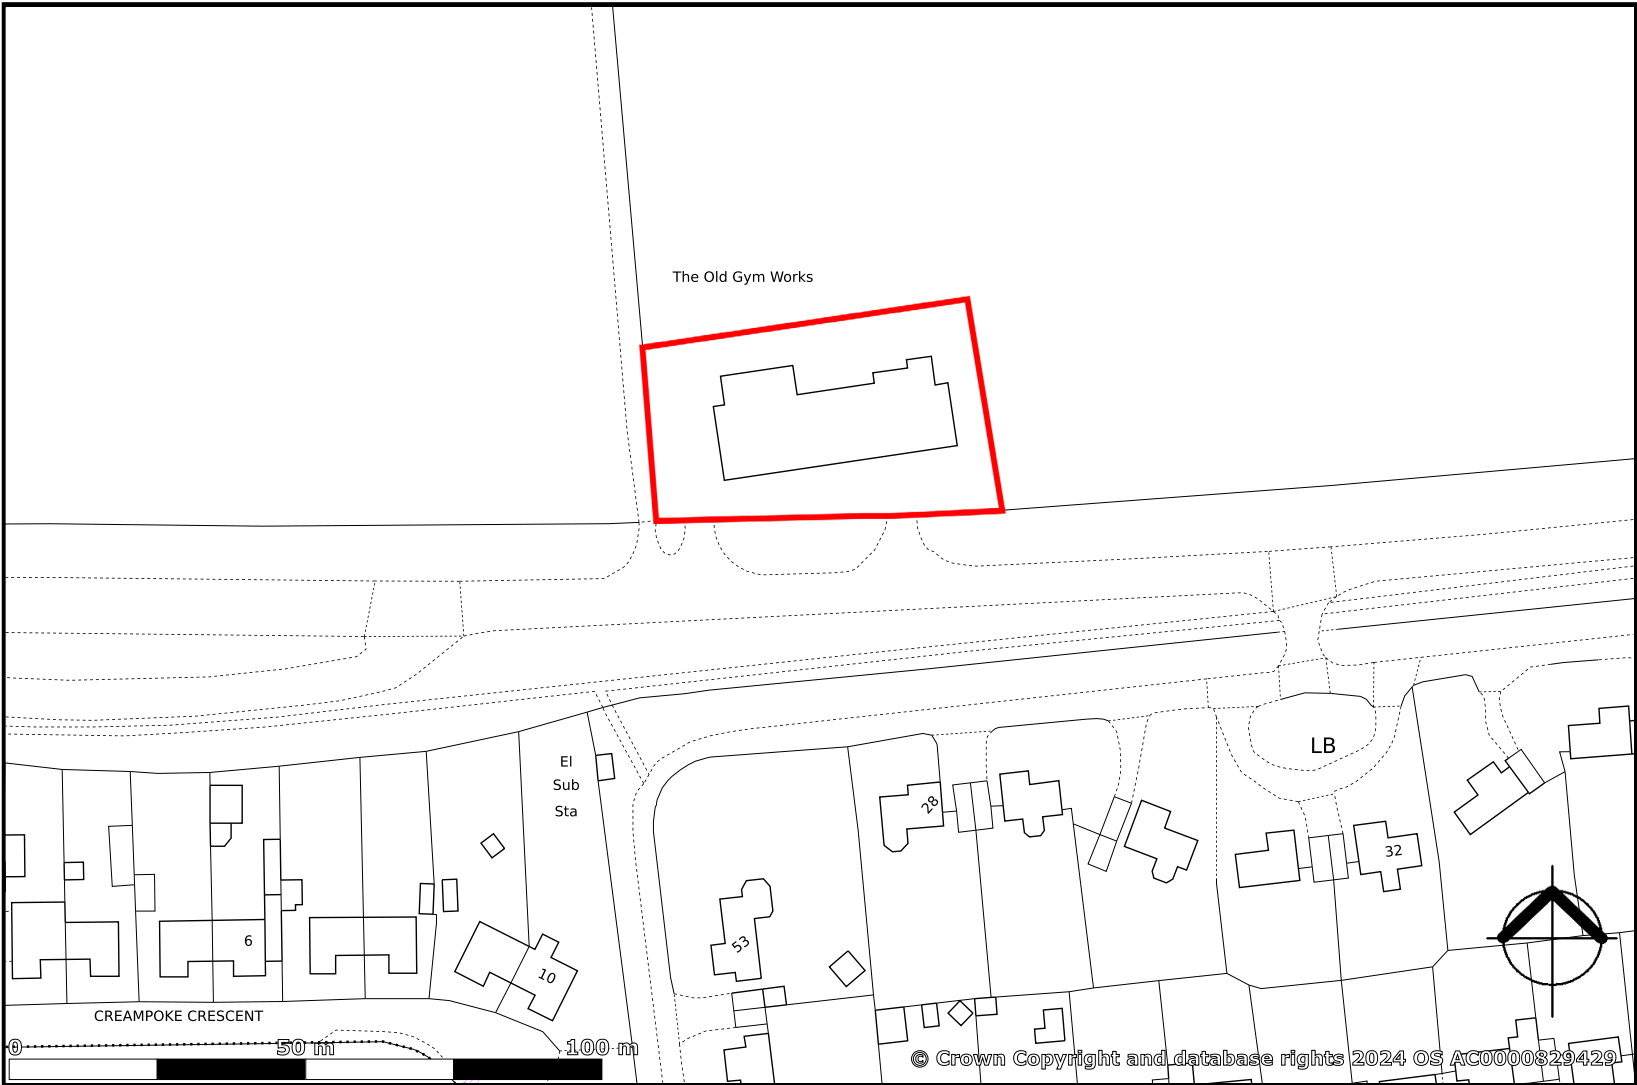 The Old Gym Works
LB
El
Sub
Sta
28
32
53
6
10
CREAMPOKE CRESCENT
0 50 m 100 m
© Crown Copyright and database rights 2024 OS AC0000829429